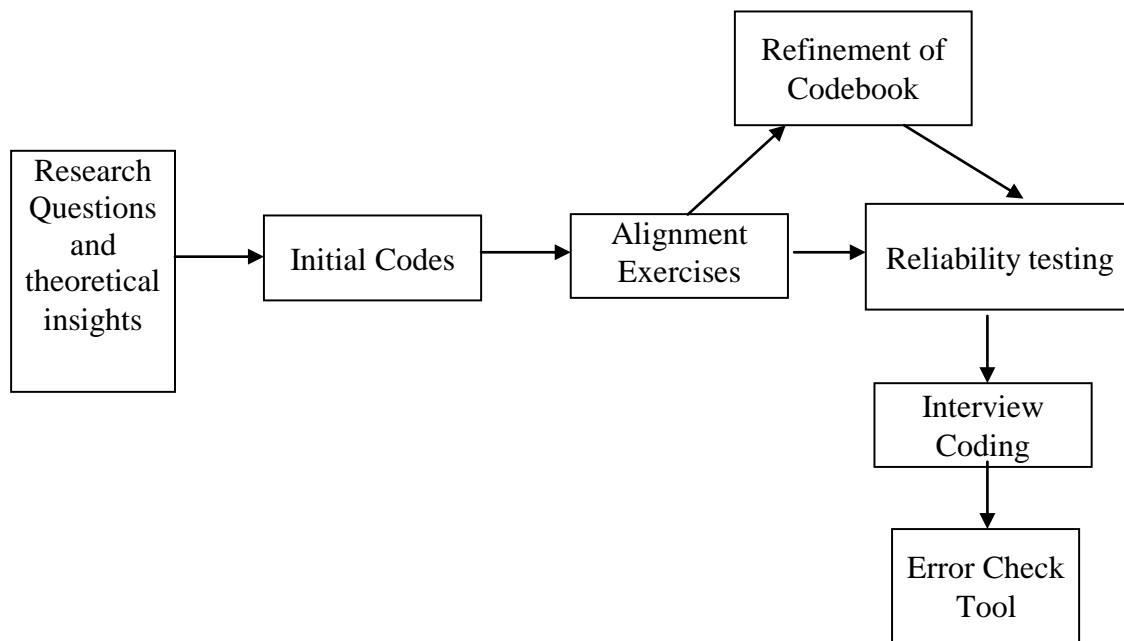 Refinement of
Codebook
Research
Questions
and
theoretical
insights
Initial Codes
Alignment
Exercises
Reliability testing
Interview
Coding
Error Check
Tool